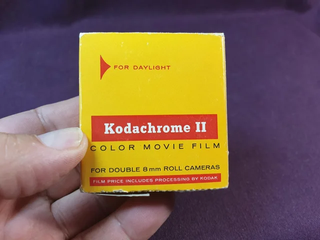 FOR DAYLIGHT
Kodachrome II
COLOR MOVIE FILM
FOR DOUBLE 8mm ROLL CAMERAS
FILM PRICE INCLUDES PROCESSING BY KODAK